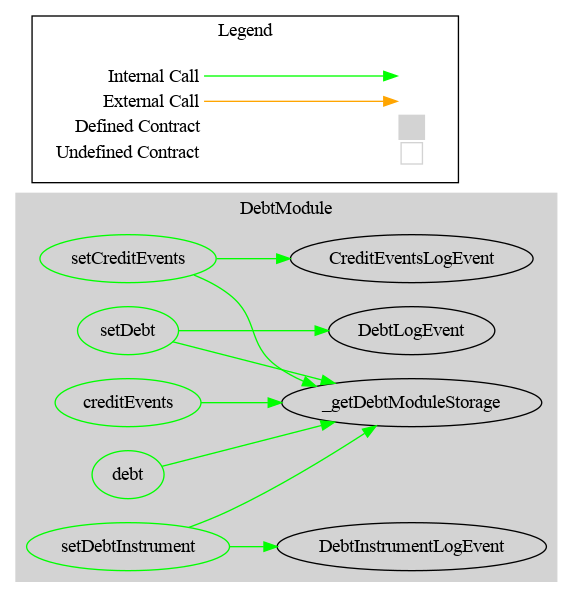 Legend
Internal Call
External Call
Defined Contract
Undefined Contract
DebtModule
setCreditEvents
CreditEventsLogEvent
setDebt
DebtLogEvent
creditEvents
_getDebtModuleStorage
debt
setDebtInstrument
DebtInstrumentLogEvent